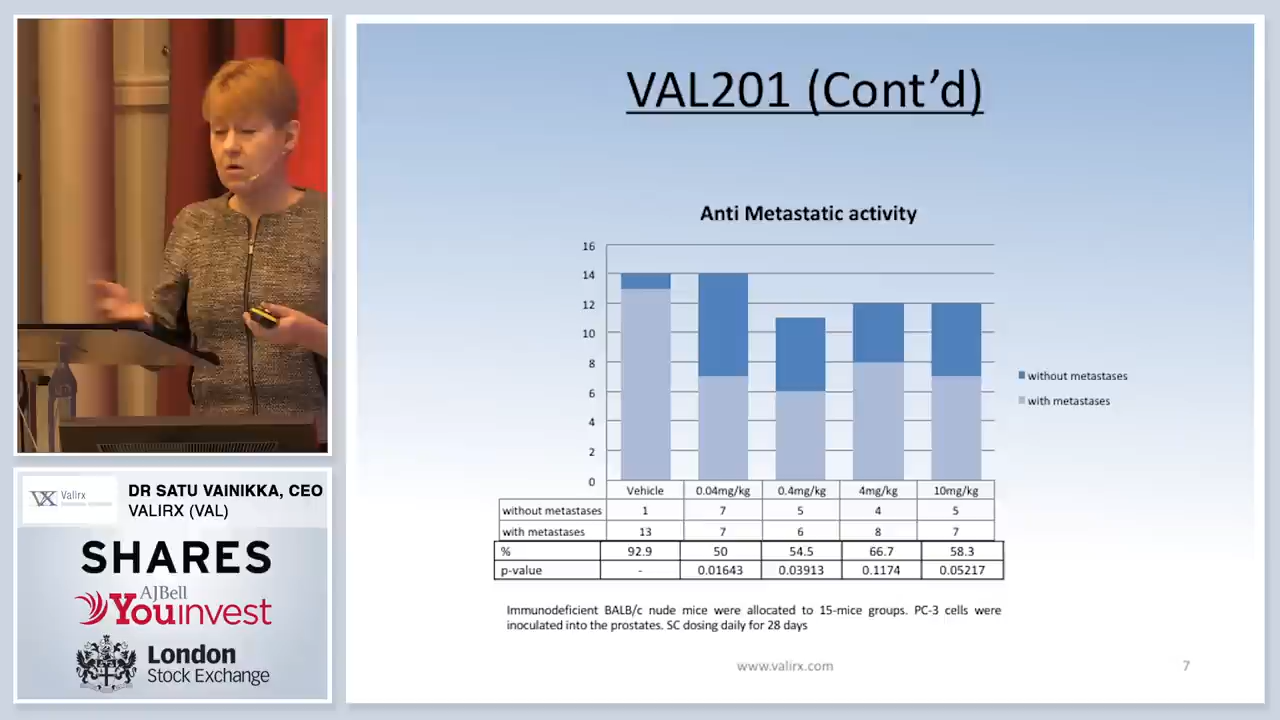 VAL201 (Cont’d)
Anti Metastatic activity
16
14
12
10
8
6
4
2
0
without metastases
with metastases
Vehicle 0.04mg/kg 0.4mg/kg 4mg/kg 10mg/kg
without metastases 1 7 5 4 5
with metastases 13 7 6 8 7
% 92.9 50 54.5 66.7 58.3
p-value - 0.01643 0.03913 0.1174 0.05217
Immunodeficient BALB/c nude mice were allocated to 15-mice groups. PC-3 cells were
inoculated into the prostates. SC dosing daily for 28 days
www.valirx.com 7
VX Valirx
DR SATU VAINIKKA, CEO
VALIRX (VAL)
SHARES
AJBell
Youinvest
London
Stock Exchange